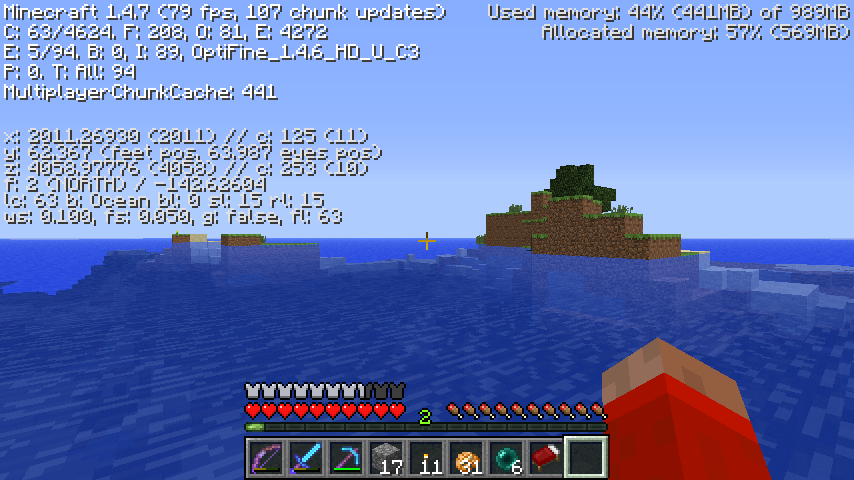 Minecraft 1.4.7 (79 fps, 107 chunk updates)
C: 63/4624, F: 208, O: 81, E: 4272
E: 5/94, B: 0, I: 89, OptiFine_1.4.6_HD_U_C3
P: 0, T: All: 94
MultiplayerChunkCache: 441
Used memory: 44% (441MB) of 989MB
Allocated memory: 57% (569MB)
x: 2011.26930 (2011) // c: 125 (11)
y: 62.367 (feet pos, 63.987 eyes pos)
z: 4058.97776 (4058) // c: 253 (10)
f: 2 (NORTH) / -142.62604
lc: 63 b: Ocean bl: 0 sl: 15 rl: 15
ws: 0.100, fs: 0.050, g: false, fl: 63
2
17 11 31 6